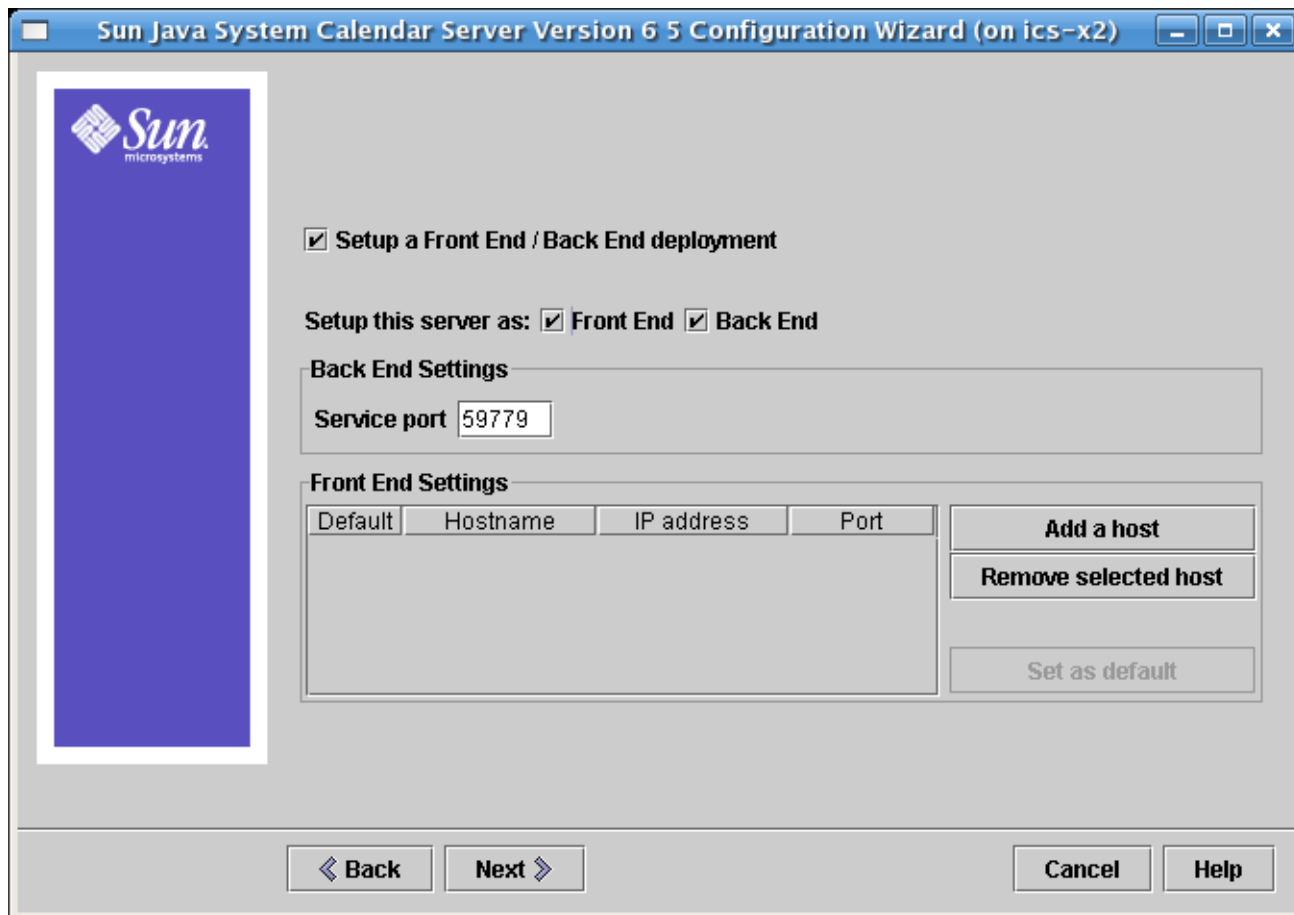 Sun Java System Calendar Server Version 6 5 Configuration Wizard (on ics-x2)
Sun
microsystems
Setup a Front End / Back End deployment
Setup this server as: Front End Back End
Back End Settings
Service port 59779
Front End Settings
Default Hostname IP address Port
Add a host
Remove selected host
Set as default
Back Next Cancel Help